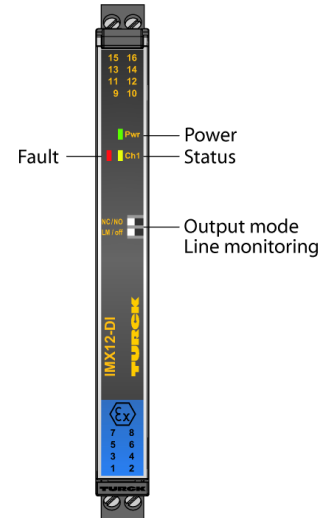 15 16
13 14
11 12
9 10
Pwr
Power
Fault
Ch1
Status
NC/NO
LM / off
Output mode
Line monitoring
IMX12-DI
TURCK
Ex
7 8
5 6
3 4
1 2
TURCK